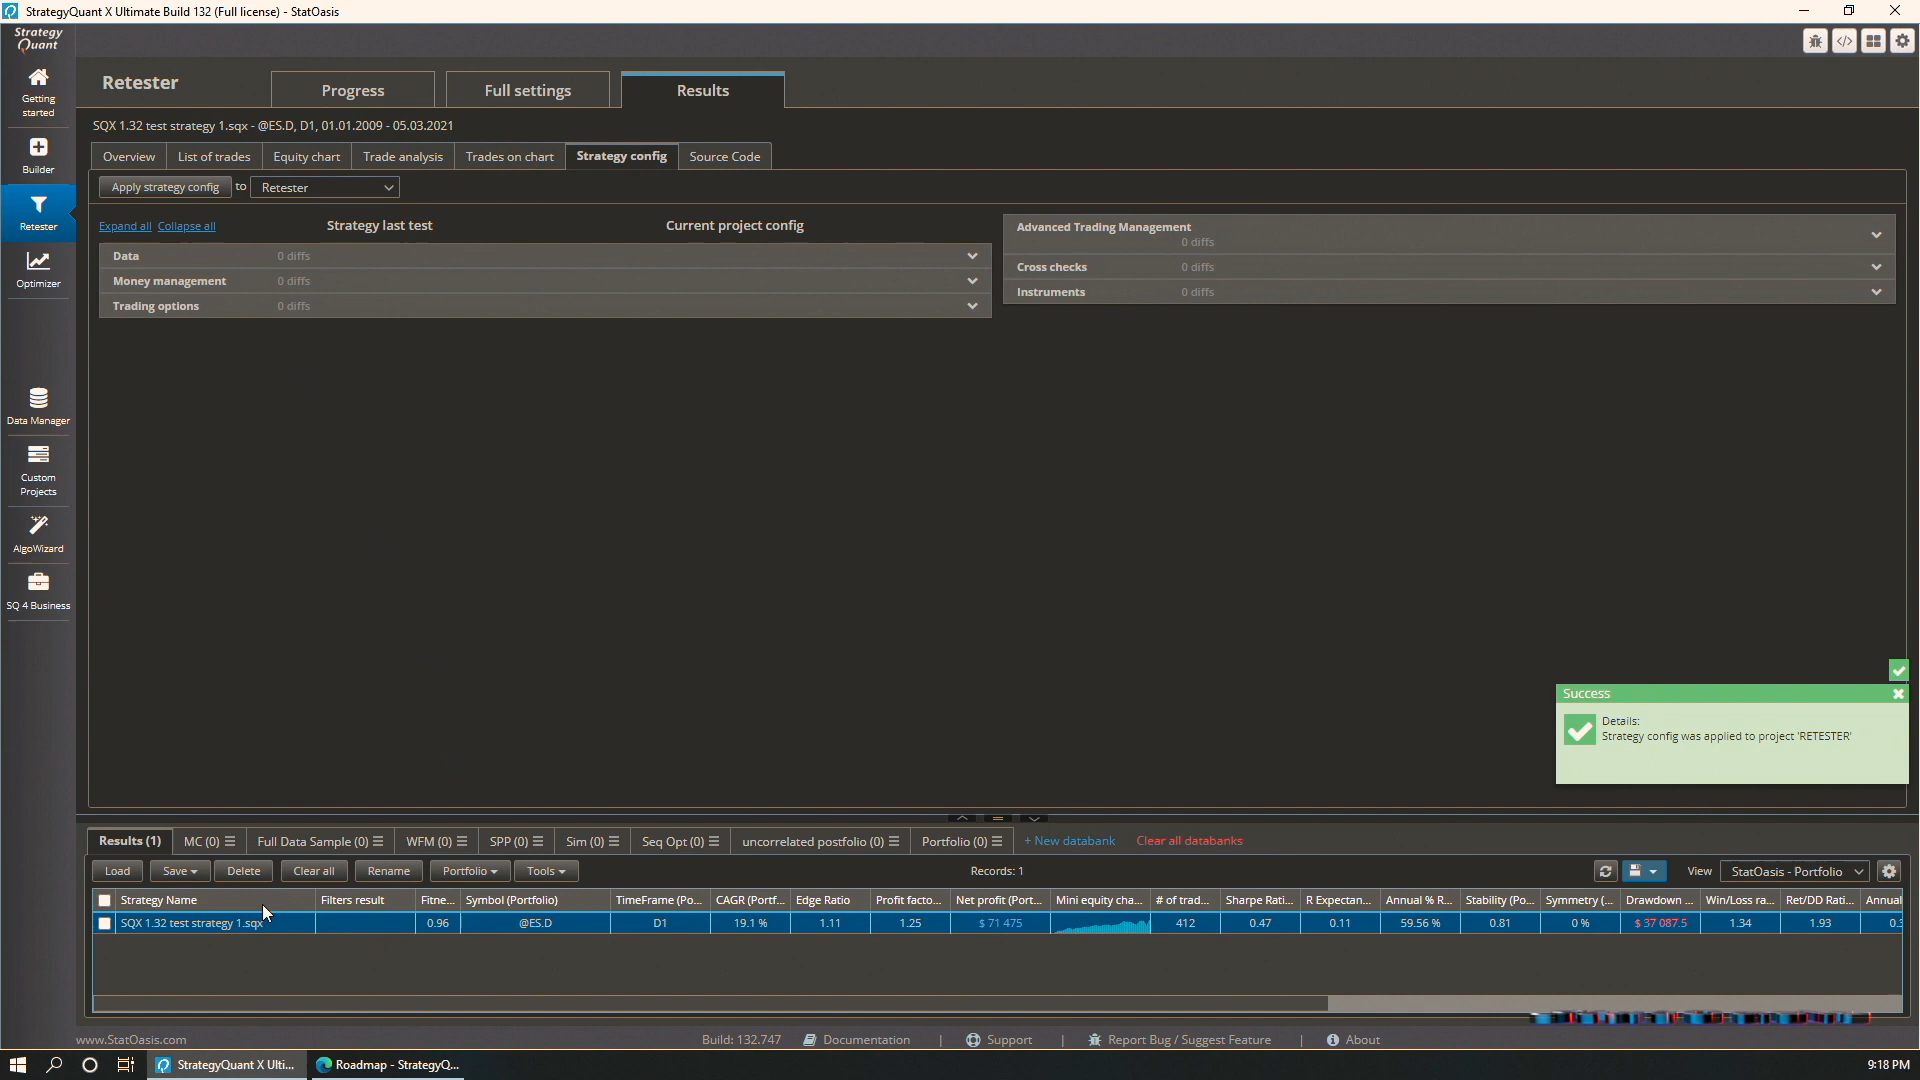 StrategyQuant X Ultimate Build 132 (Full license) - StatOasis
Strategy
Quant
Getting
started
Builder
Retester
Optimizer
Data Manager
Custom
Projects
AlgoWizard
SQ 4 Business
Retester
Progress
Full settings
Results
SQX 1.32 test strategy 1.sqx - @ES.D, D1, 01.01.2009 - 05.03.2021
Overview
List of trades
Equity chart
Trade analysis
Trades on chart
Strategy config
Source Code
Apply strategy config to Retester
Expand all Collapse all
Strategy last test
Current project config
Data 0 diffs
Money management 0 diffs
Trading options 0 diffs
Advanced Trading Management
0 diffs
Cross checks 0 diffs
Instruments 0 diffs
Success
Details:
Strategy config was applied to project 'RETESTER'
Results (1) MC (0) Full Data Sample (0) WFM (0) SPP (0) Sim (0) Seq Opt (0) uncorrelated postfolio (0) Portfolio (0) + New databank Clear all databanks
Load Save Delete Clear all Rename Portfolio Tools Records: 1 View StatOasis - Portfolio
Strategy Name Filters result Fitne... Symbol (Portfolio) TimeFrame (Po... CAGR (Portf... Edge Ratio Profit facto... Net profit (Port... Mini equity cha... # of trad... Sharpe Rati... R Expectan... Annual % R... Stability (Po... Symmetry (... Drawdown ... Win/Loss ra... Ret/DD Rati... Annual
SQX 1.32 test strategy 1.sqx 0.96 @ES.D D1 19.1 % 1.11 1.25 $ 71 475 412 0.47 0.11 59.56 % 0.81 0 % $ 37 087.5 1.34 1.93
www.StatOasis.com Build: 132.747 Documentation | Support | Report Bug / Suggest Feature | About
StrategyQuant X Ulti... Roadmap - StrategyQ... 9:18 PM